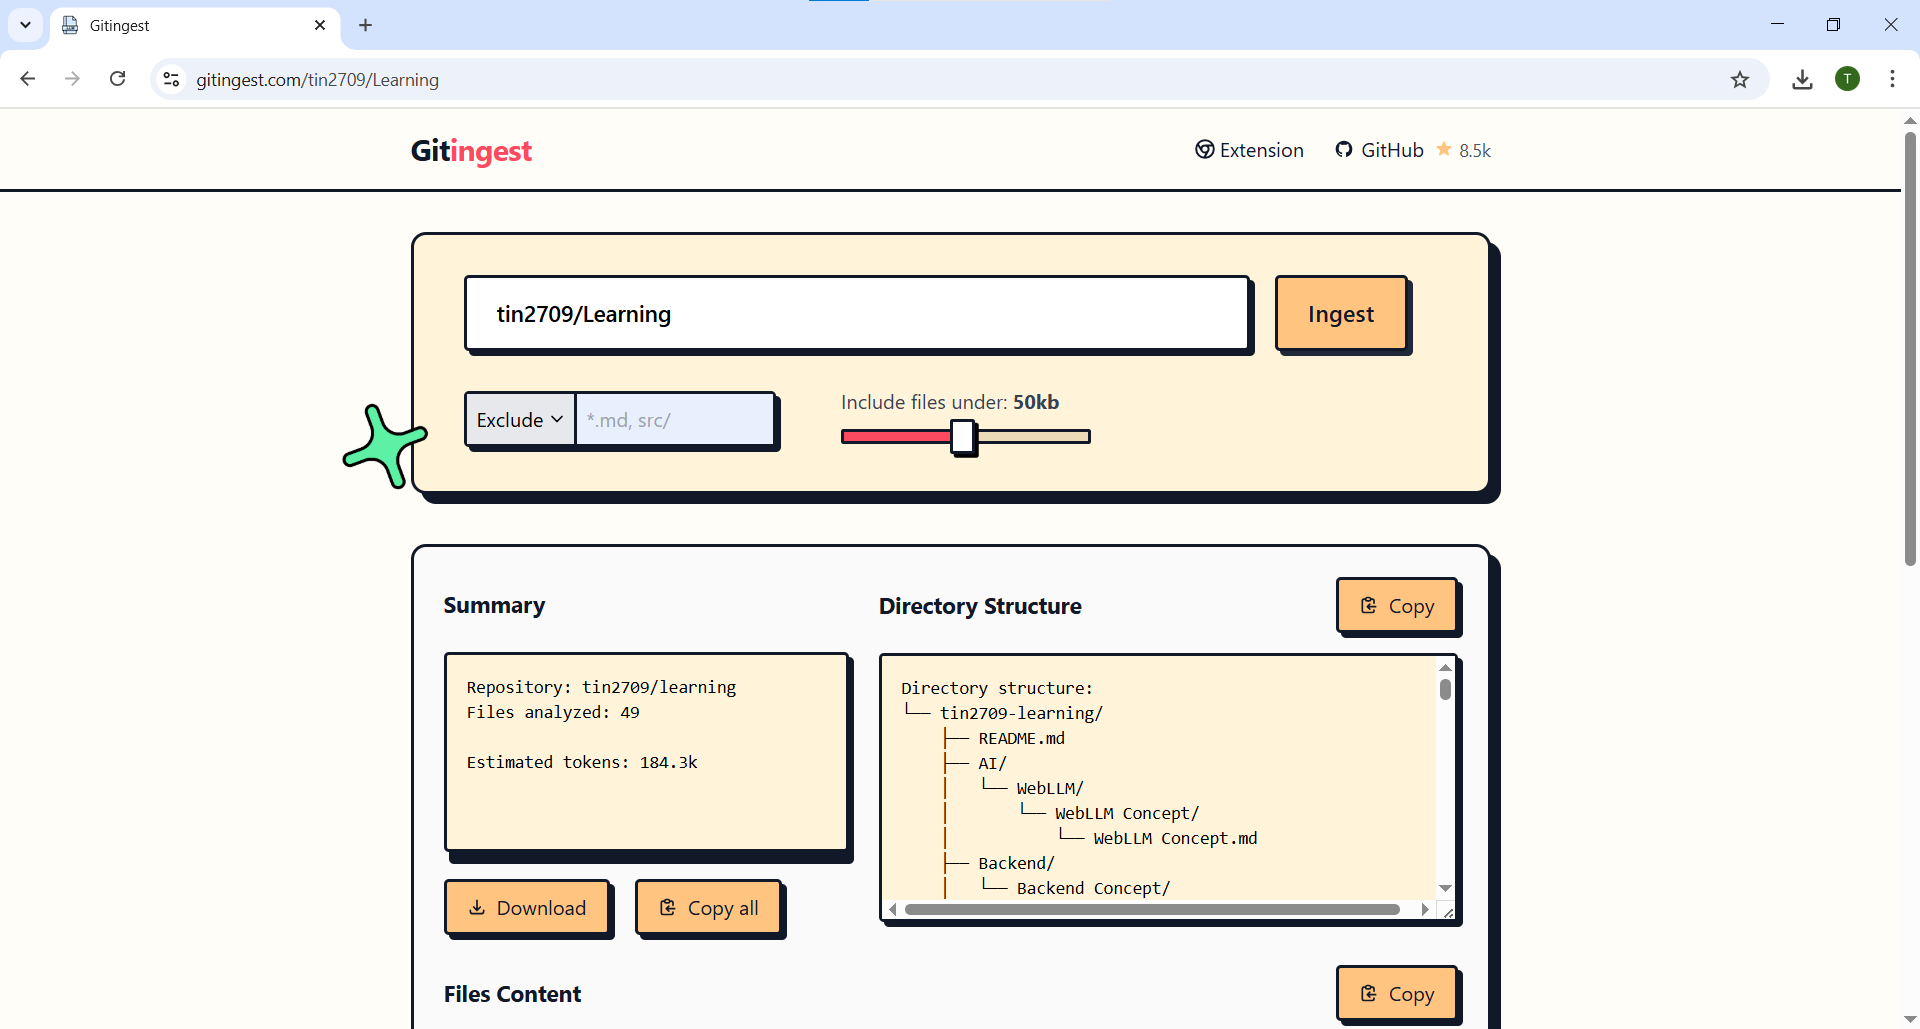 Gitingest
gitingest.com/tin2709/Learning
T
Gitingest
Extension
GitHub
8.5k
tin2709/Learning
Ingest
Exclude
*.md, src/
Include files under: 50kb
Summary
Directory Structure
Copy
Repository: tin2709/learning
Files analyzed: 49
Estimated tokens: 184.3k
Directory structure:
└── tin2709-learning/
├── README.md
├── AI/
│   └── WebLLM/
│       └── WebLLM Concept/
│           └── WebLLM Concept.md
├── Backend/
│   └── Backend Concept/
Download
Copy all
Files Content
Copy